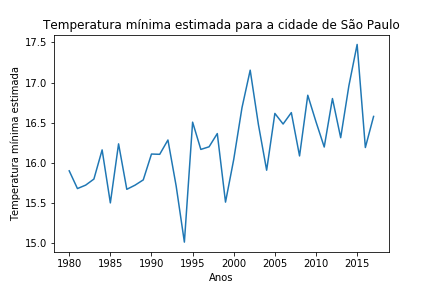 Temperatura mínima estimada para a cidade de São Paulo
Temperatura mínima estimada
17.5
17.0
16.5
16.0
15.5
15.0
1980 1985 1990 1995 2000 2005 2010 2015
Anos